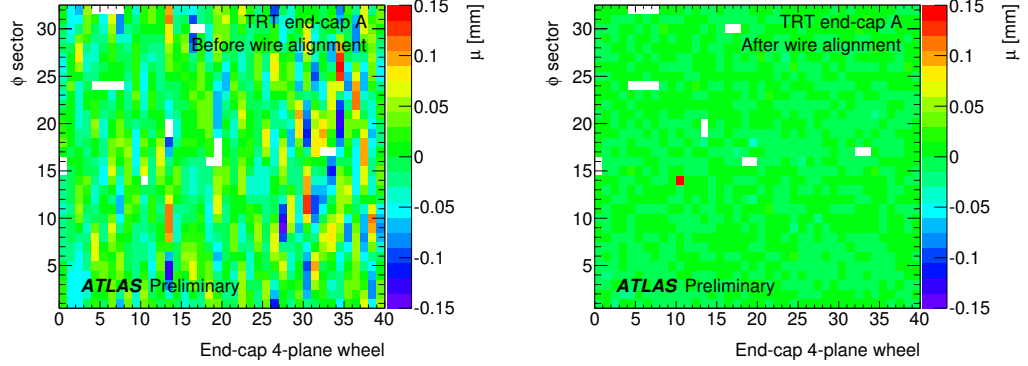 TRT end-cap A
Before wire alignment
ATLAS Preliminary
φ sector
30
25
20
15
10
5
0 5 10 15 20 25 30 35 40
End-cap 4-plane wheel
μ [mm]
0.15
0.1
0.05
0
-0.05
-0.1
-0.15
TRT end-cap A
After wire alignment
ATLAS Preliminary
φ sector
30
25
20
15
10
5
0 5 10 15 20 25 30 35 40
End-cap 4-plane wheel
μ [mm]
0.15
0.1
0.05
0
-0.05
-0.1
-0.15